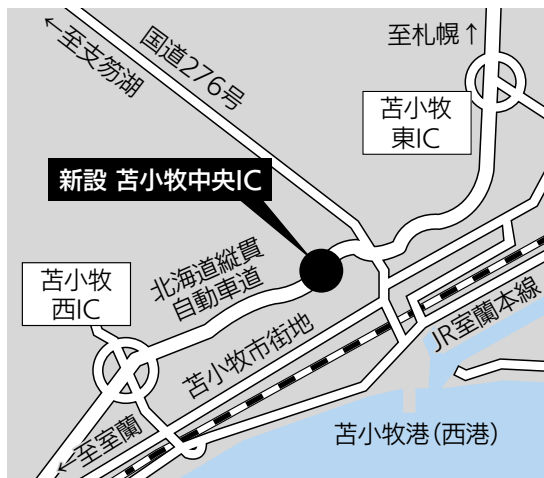 至札幌↑
国道276号
←至支笏湖
苫小牧
東IC
新設 苫小牧中央IC
北海道縦貫
自動車道
苫小牧
西IC
苫小牧市街地
JR室蘭本線
←至室蘭
苫小牧港(西港)